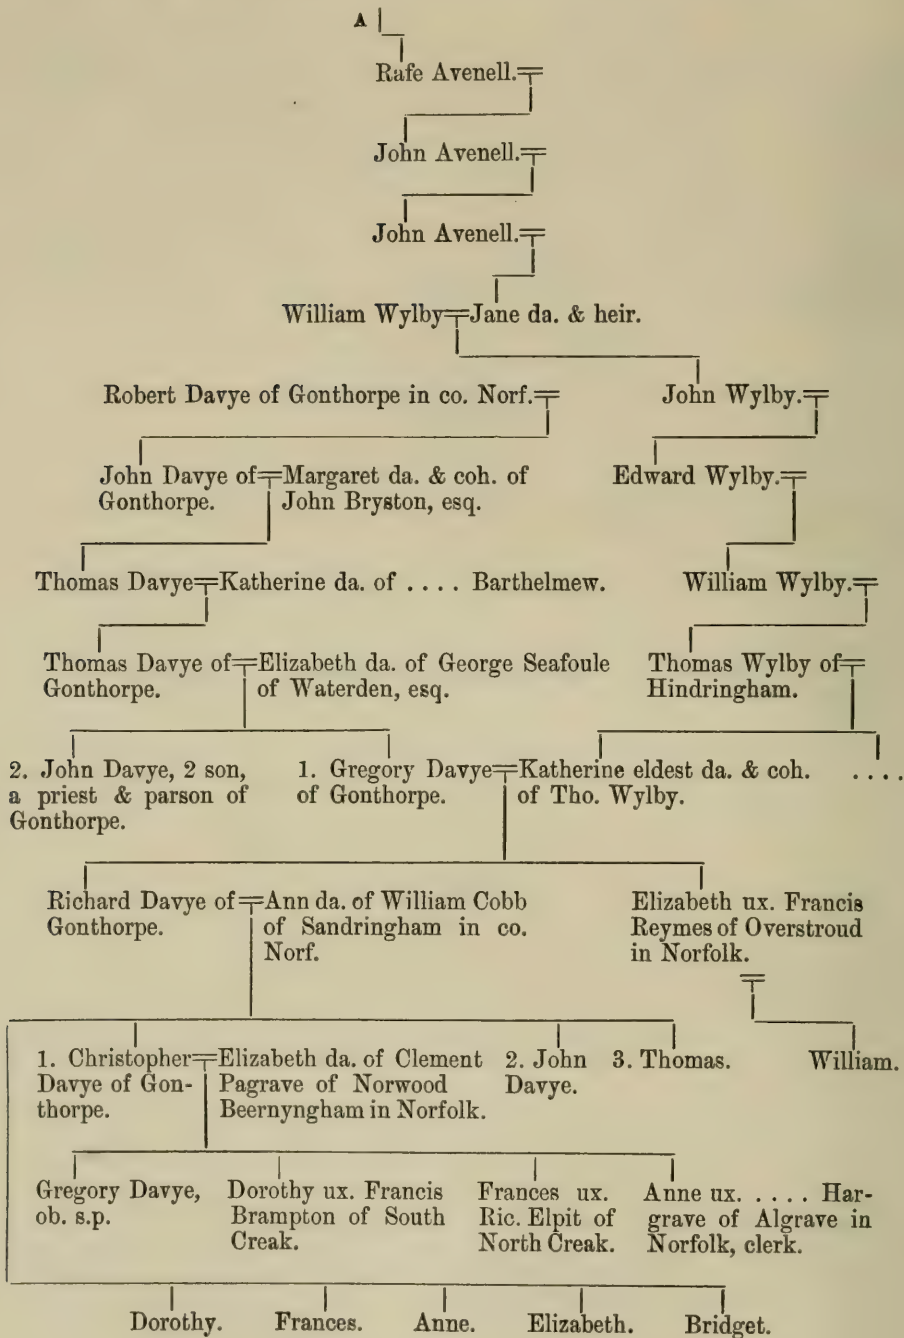 A
Rafe Avenell.
John Avenell.
John Avenell.
William Wylby Jane da. & heir.
Robert Davye of Gonthorpe in co. Norf. John Wylby.
John Davye of Gonthorpe.
Margaret da. & coh. of
John Bryston, esq.
Edward Wylby.
Thomas Davye Katherine da. of .... Barthelmew. William Wylby.
Thomas Davye of
Gonthorpe.
Elizabeth da. of George Seafoule
of Waterden, esq.
Thomas Wylby of
Hindringham.
2. John Davye, 2 son,
a priest & parson of
Gonthorpe.
1. Gregory Davye
of Gonthorpe.
Katherine eldest da. & coh.
of Tho. Wylby.
....
Richard Davye of
Gonthorpe.
Ann da. of William Cobb
of Sandringham in co.
Norf.
Elizabeth ux. Francis
Reymes of Overstroud
in Norfolk.
1. Christopher
Davye of Gon-
thorpe.
Elizabeth da. of Clement
Pagrave of Norwood
Beernyngham in Norfolk.
2. John
Davye.
3. Thomas.
William.
Gregory Davye,
ob. s.p.
Dorothy ux. Francis
Brampton of South
Creak.
Frances ux.
Ric. Elpit of
North Creak.
Anne ux. .... Har-
grave of Algrave in
Norfolk, clerk.
Dorothy. Frances. Anne. Elizabeth. Bridget.